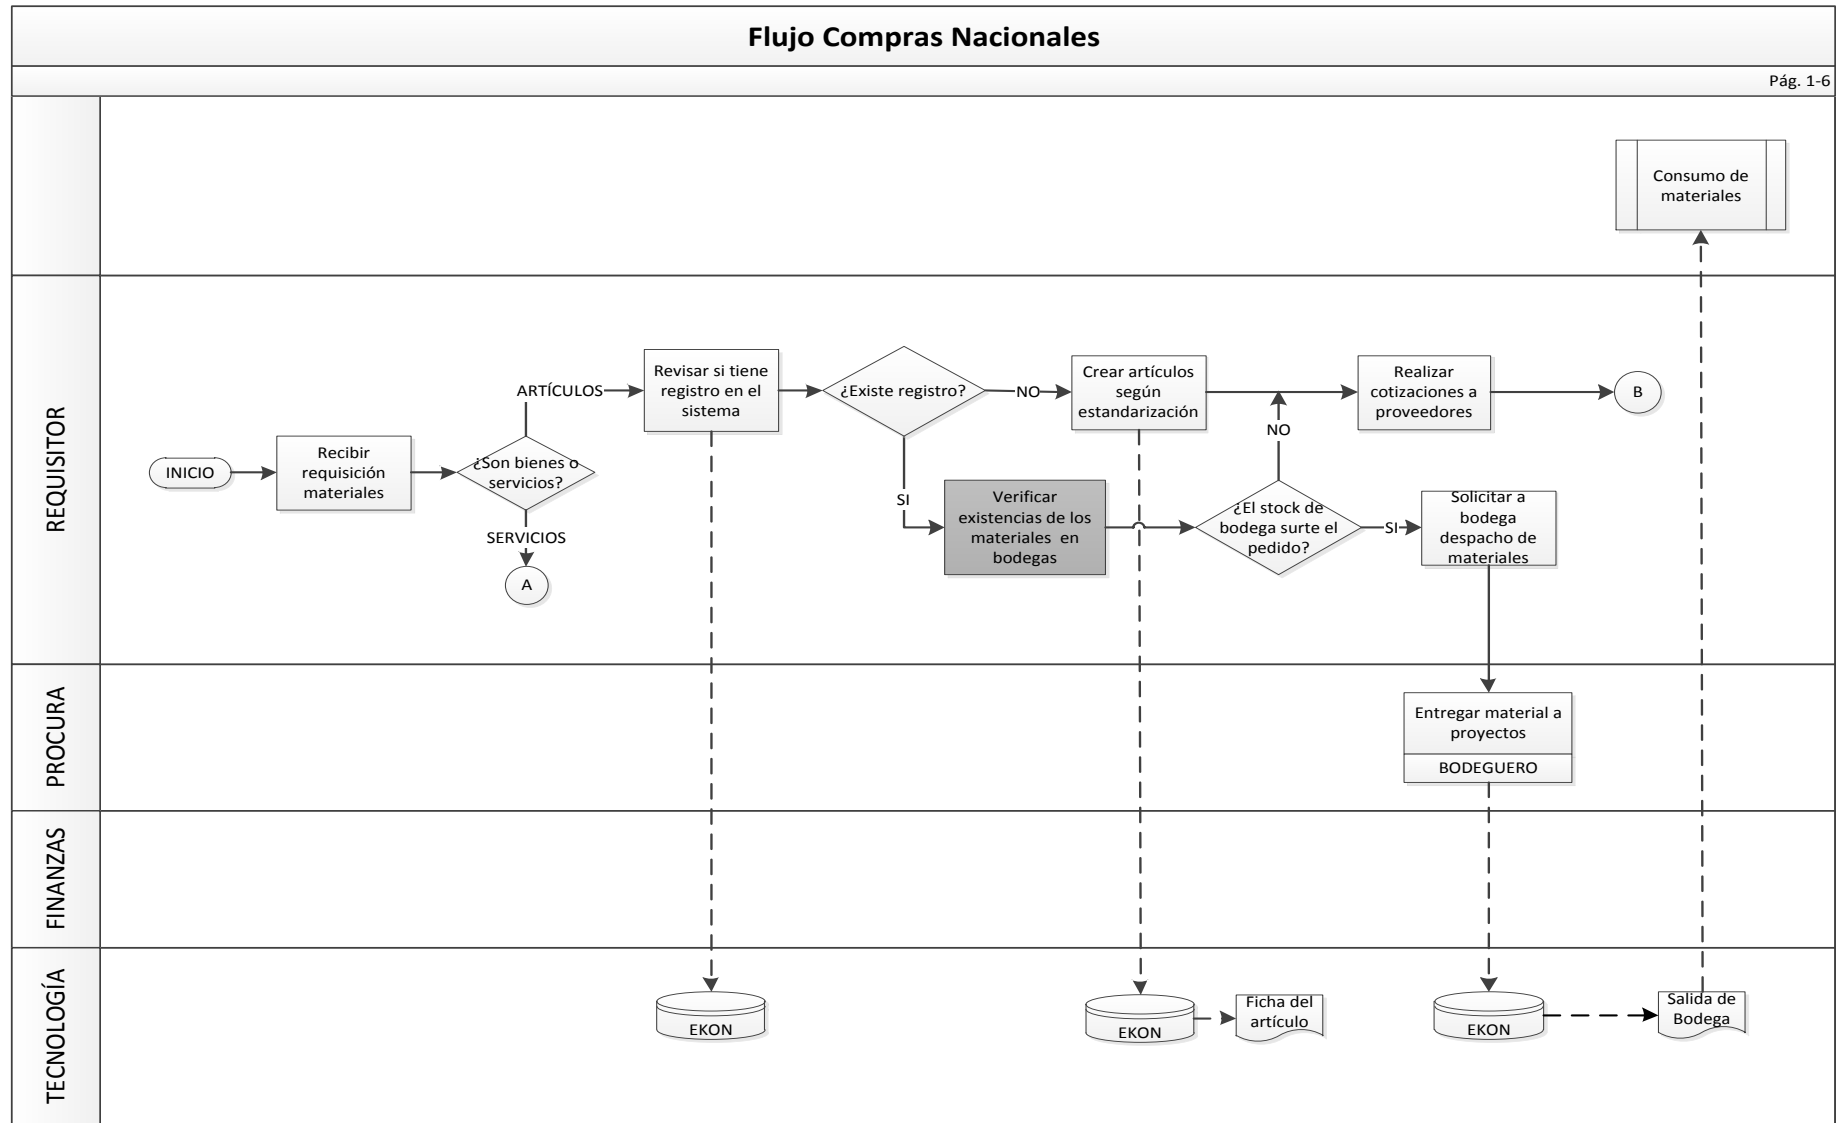 Flujo Compras Nacionales
Pág. 1-6
Consumo de
materiales
REQUISITOR
INICIO
Recibir
requisición
materiales
¿Son bienes o
servicios?
ARTÍCULOS
SERVICIOS
A
Revisar si tiene
registro en el
sistema
¿Existe registro?
NO
SI
Crear artículos
según
estandarización
Verificar
existencias de los
materiales en
bodegas
¿El stock de
bodega surte el
pedido?
NO
SI
Realizar
cotizaciones a
proveedores
B
Solicitar a
bodega
despacho de
materiales
PROCURA
Entregar material a
proyectos
BODEGUERO
FINANZAS
TECNOLOGÍA
EKON
EKON
Ficha del
artículo
EKON
Salida de
Bodega